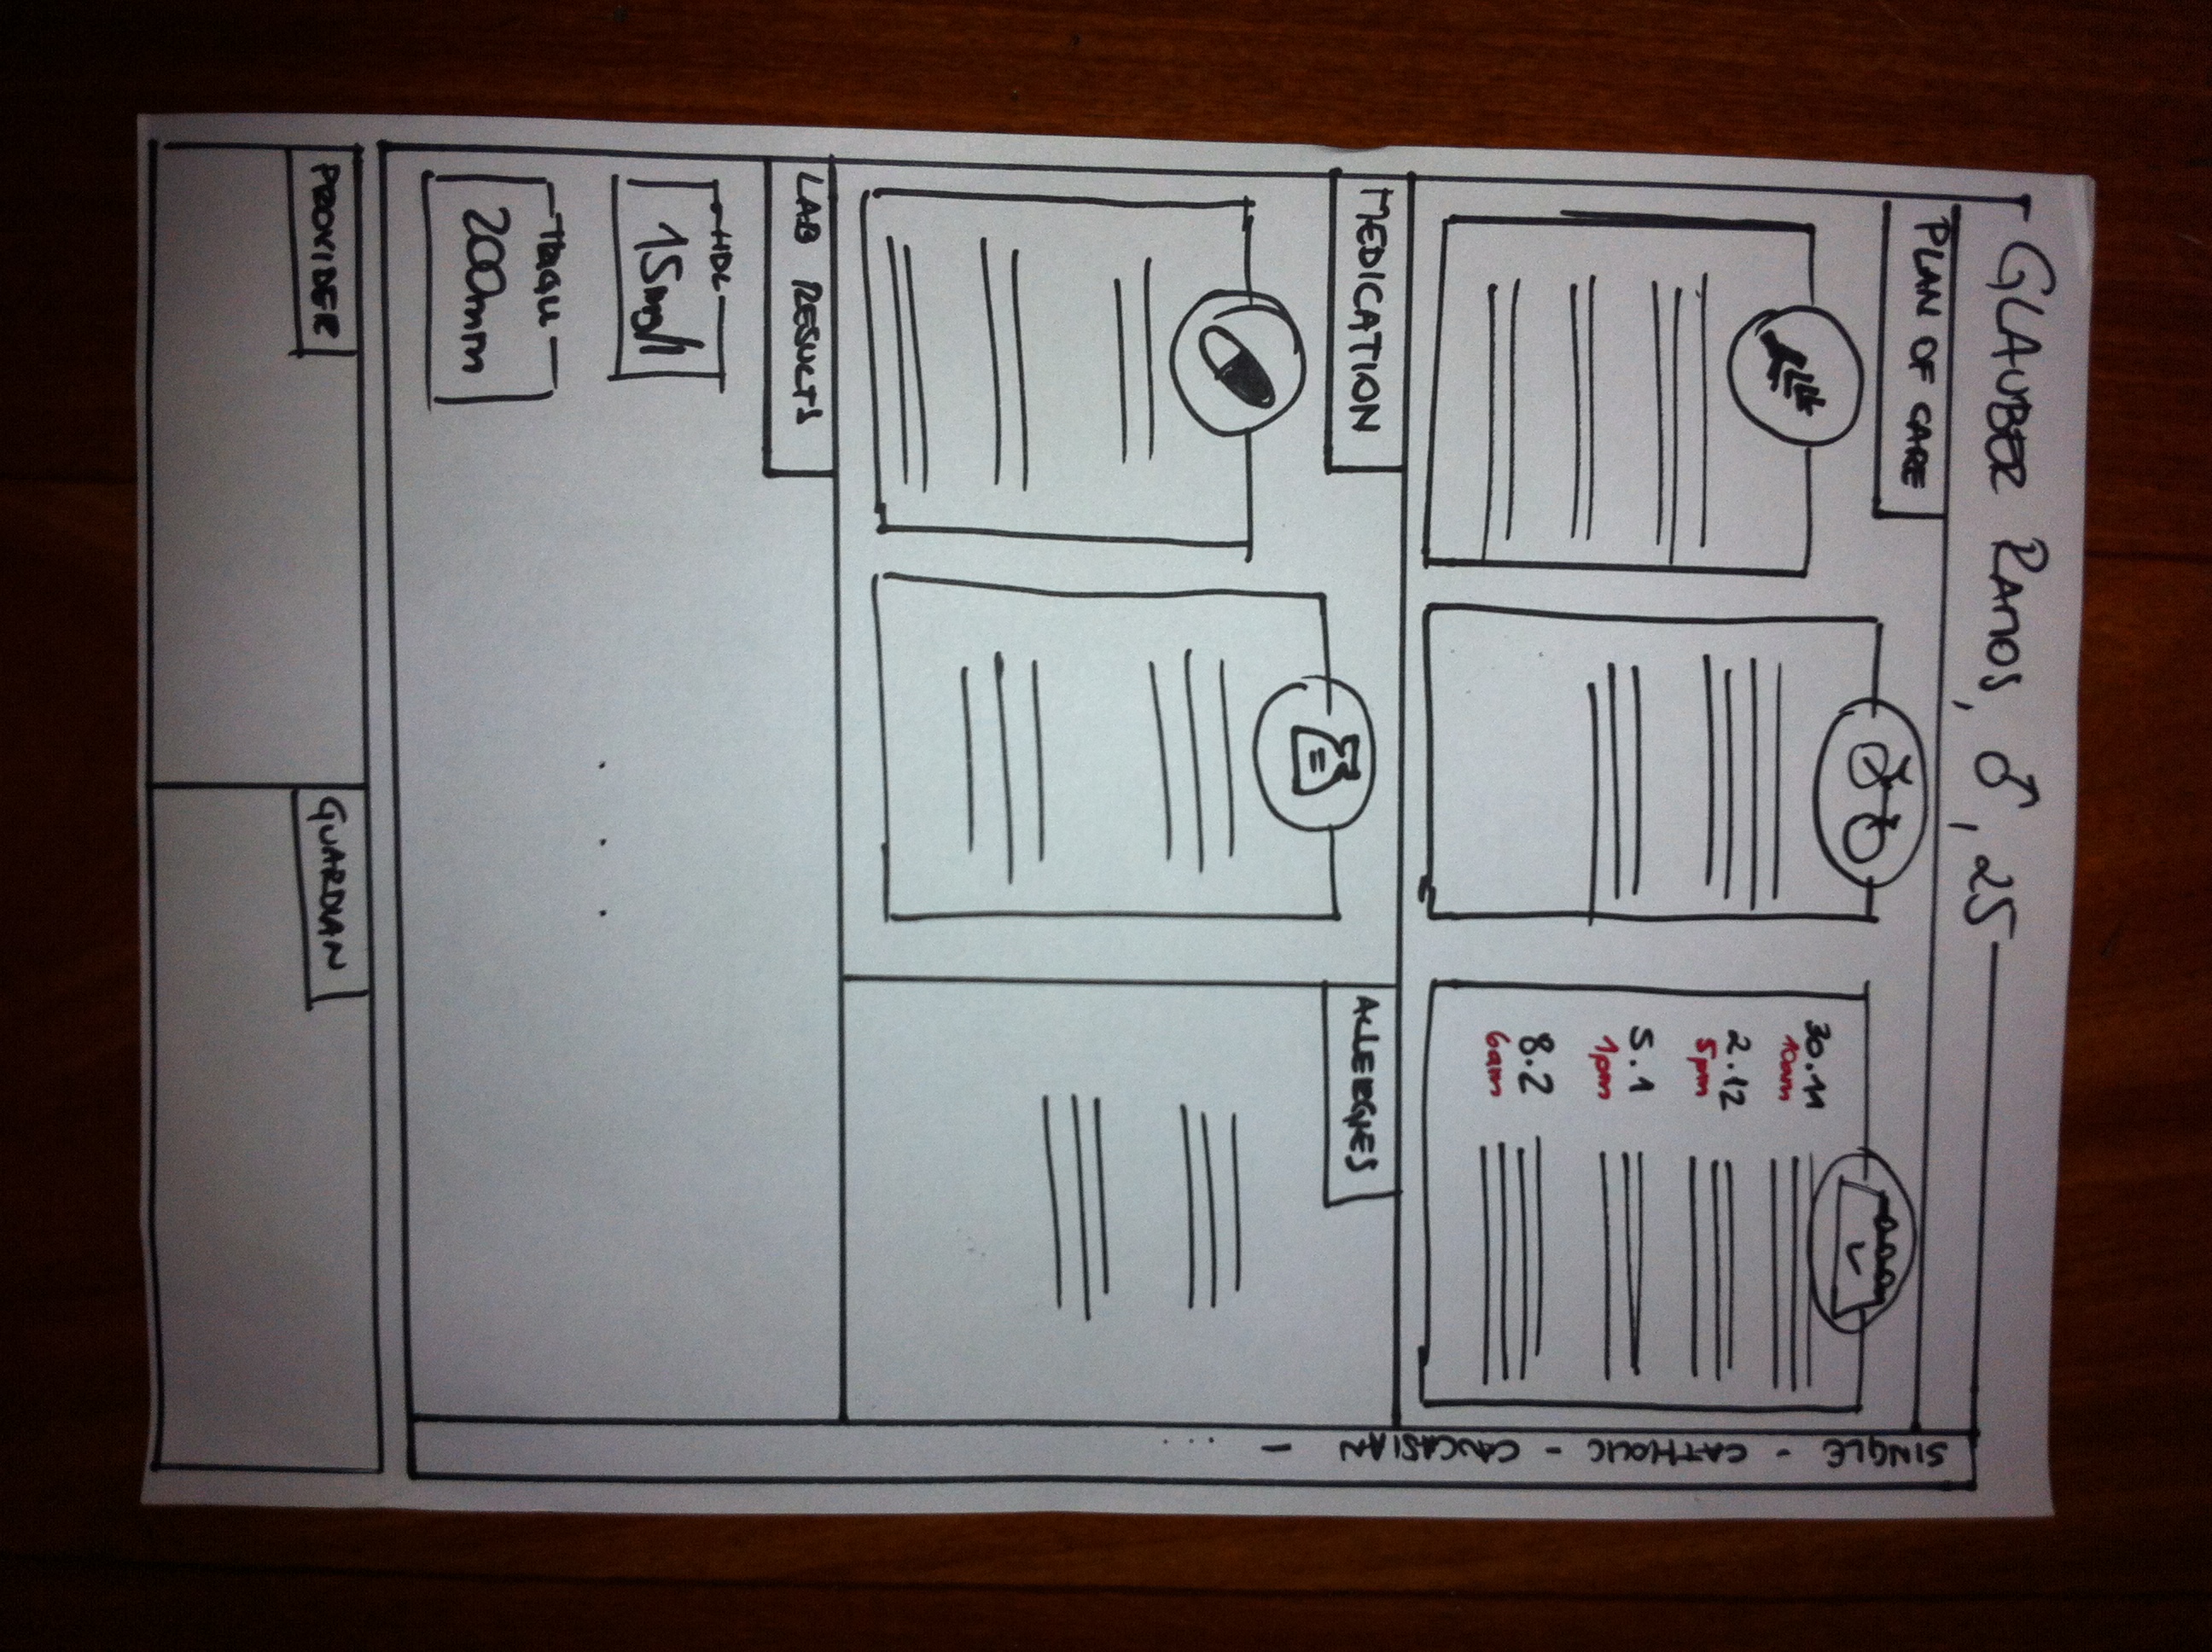 GLAUBER RAMOS, ♂, 25
SINGLE - CATHOLIC - CAUCASIAN - ...
PLAN OF CARE
30.11
10am
2.12
5pm
5.1
1pm
8.2
6am
MEDICATION
ALLERGIES
LAB RESULTS
HDL
15mg/l
200mm
PROVIDER
GUARDIAN